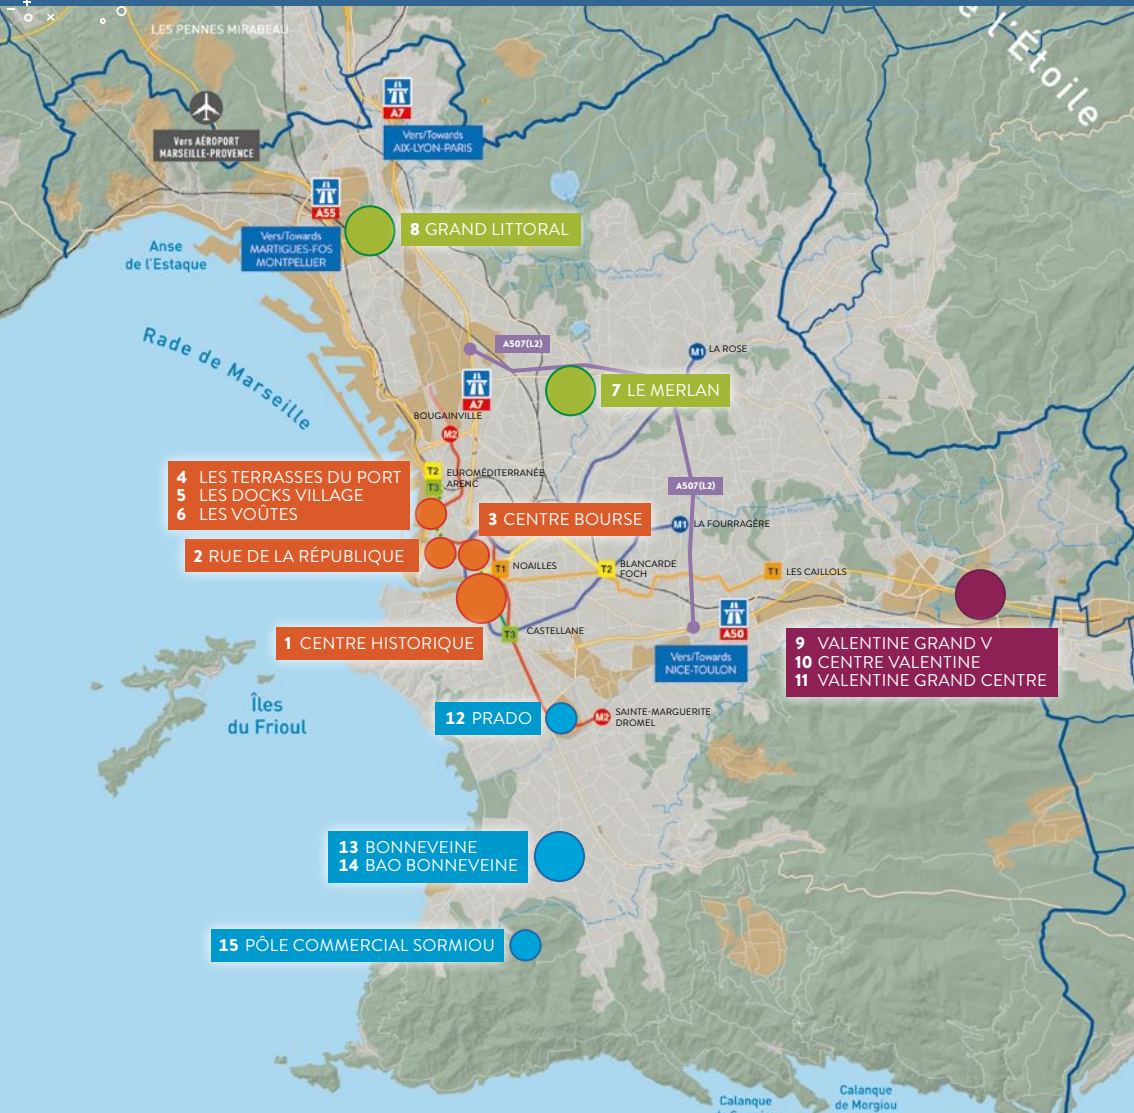 LES PENNES MIRABEAU
de l'Étoile
A7
Vers/Towards
AIX-LYON-PARIS
Vers AÉROPORT
MARSEILLE-PROVENCE
A55
Vers/Towards
MARTIGUES-FOS
MONTPELLIER
8 GRAND LITTORAL
Anse
de l'Estaque
Rade de Marseille
A507(L2)
M1 LA ROSE
A7
7 LE MERLAN
BOUGAINVILLE
M2
T2
T3
EUROMÉDITERRANÉE
ARENC
4 LES TERRASSES DU PORT
5 LES DOCKS VILLAGE
6 LES VOÛTES
A507(L2)
3 CENTRE BOURSE
M1 LA FOURRAGÈRE
2 RUE DE LA RÉPUBLIQUE
T1 NOAILLES
T2 BLANCARDE
FOCH
T1 LES CAILLOLS
1 CENTRE HISTORIQUE
T3 CASTELLANE
A50
Vers/Towards
NICE-TOULON
9 VALENTINE GRAND V
10 CENTRE VALENTINE
11 VALENTINE GRAND CENTRE
Îles
du Frioul
12 PRADO
M2 SAINTE-MARGUERITE
DROMEL
13 BONNEVEINE
14 BAO BONNEVEINE
15 PÔLE COMMERCIAL SORMIOU
Calanque
de Morgiou
Calanque